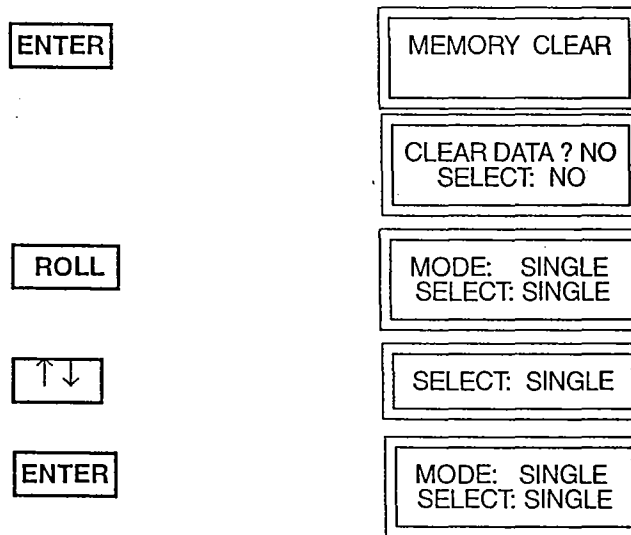 ENTER
MEMORY CLEAR
CLEAR DATA ? NO
SELECT: NO
ROLL
MODE: SINGLE
SELECT: SINGLE
↑↓
SELECT: SINGLE
ENTER
MODE: SINGLE
SELECT: SINGLE